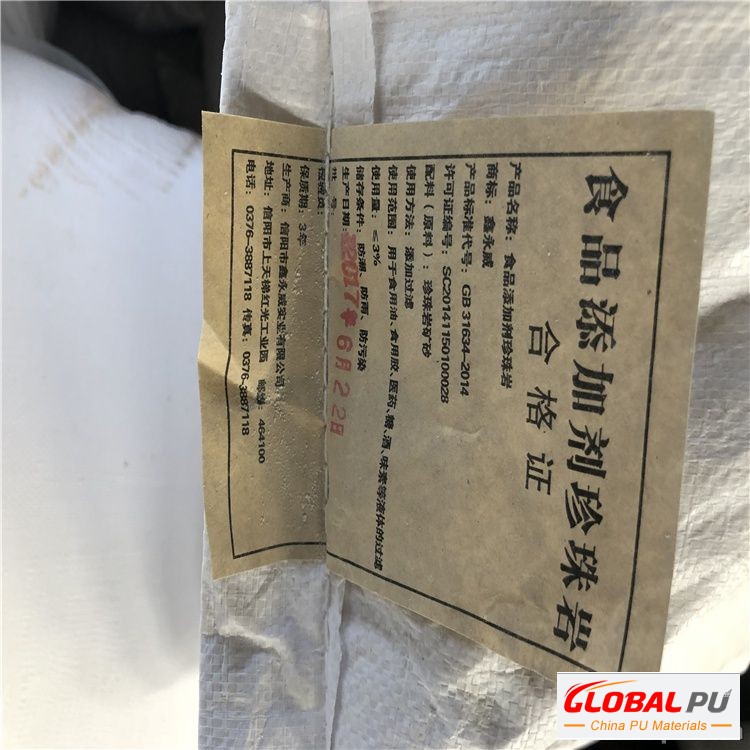 食品添加剂珍珠岩
合格证
产品名称：食品添加剂珍珠岩
商标：鑫永威
产品标准代号：GB 31634-2014
许可证编号：SC20141150100028
配料（原料）：珍珠岩矿砂
使用方法：添加过滤
使用范围：用于食用油、食用胶、医药、糖、酒、味素等液体的过滤
使用量：≤3%
储存条件：防潮、防雨、防污染
生产日期：2017年6月22日
批 号：
检验员：
保质期：3年
生产商：信阳市鑫永威实业有限公司
地址：信阳市上天梯红光工业园 邮编：464100
电话：0376-3887118 传真：0376-3887118
GLOBAL PU
China PU Materials